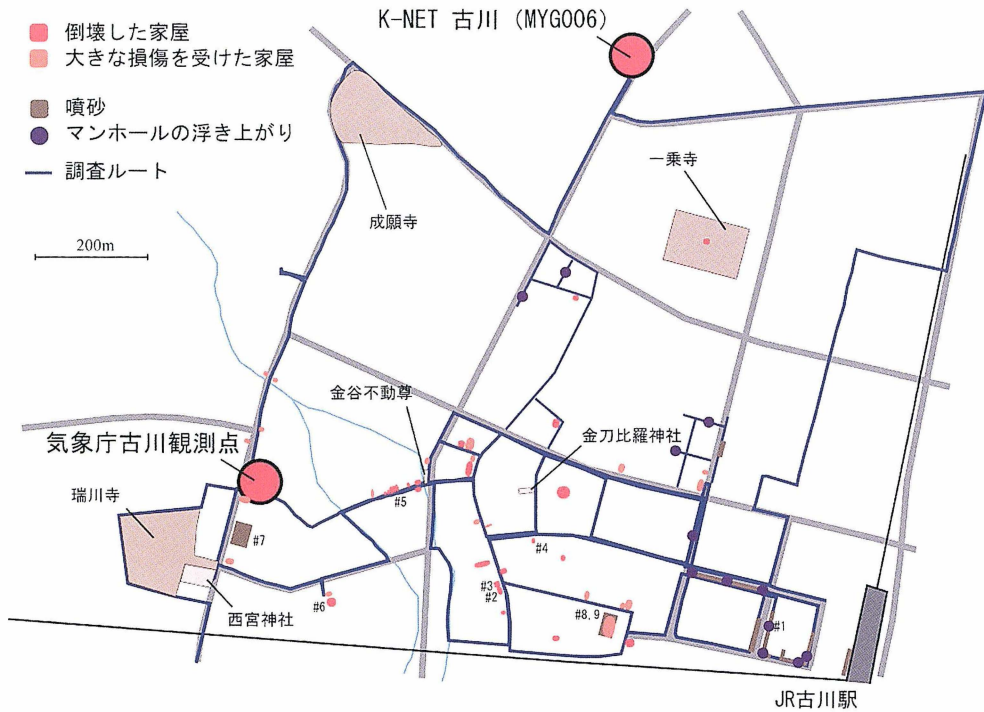 K-NET 古川 (MYG006)
倒壊した家屋
大きな損傷を受けた家屋
噴砂
マンホールの浮き上がり
調査ルート
一乗寺
成願寺
200m
金谷不動尊
気象庁古川観測点
金刀比羅神社
瑞川寺
#5
#7
#4
#3
#2
#6
#8, 9
#1
西宮神社
JR古川駅